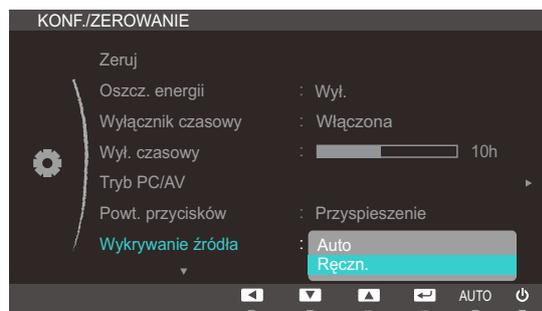 KONF./ZEROWANIE
Zeruj
Oszcz. energii : Wył.
Wyłącznik czasowy : Włączona
Wył. czasowy : 10h
Tryb PC/AV
Powt. przycisków : Przyspieszenie
Wykrywanie źródła : Auto
Ręczn.
AUTO